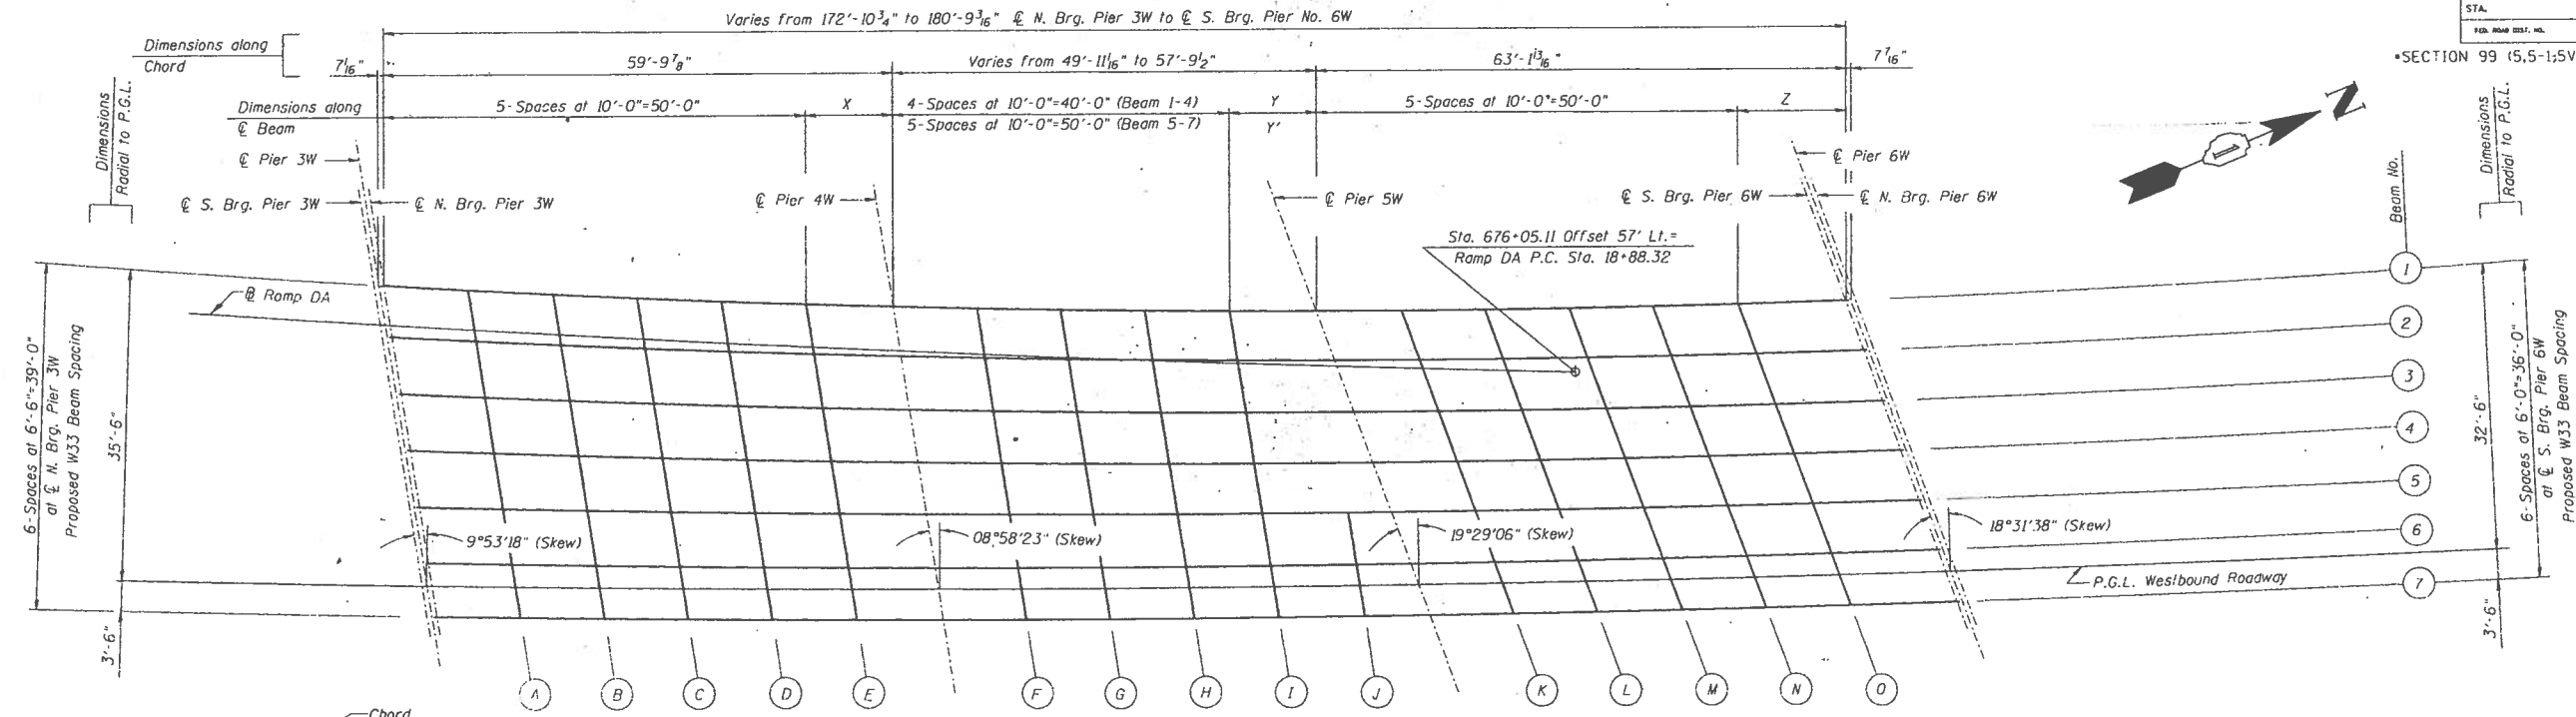 Varies from 172'-10¾" to 180'-9 3/16" ℄ N. Brg. Pier 3W to ℄ S. Brg. Pier No. 6W
STA.
FED. ROAD DIST. NO.
*SECTION 99 (5,5-1;5V
Dimensions along
Chord
7 7/16"
59'-9⅞"
Varies from 49'-11 1/16" to 57'-9½"
63'-1 13/16"
7 7/16"
Dimensions
Radial to P.G.L.
Dimensions along
℄ Beam
5-Spaces at 10'-0"=50'-0"
X
4-Spaces at 10'-0"=40'-0" (Beam 1-4)
5-Spaces at 10'-0"=50'-0" (Beam 5-7)
Y
Y'
5-Spaces at 10'-0"=50'-0"
Z
N
Dimensions
Radial to P.G.L.
℄ Pier 3W
℄ Pier 6W
℄ S. Brg. Pier 3W
℄ N. Brg. Pier 3W
℄ Pier 4W
℄ Pier 5W
℄ S. Brg. Pier 6W
℄ N. Brg. Pier 6W
Beam No.
Sta. 676+05.11 Offset 57' Lt.=
Ramp DA P.C. Sta. 18+88.32
Ramp DA
1
2
3
4
5
6
7
6-Spaces at 6'-6"=39'-0"
at ℄ N. Brg. Pier 3W
Proposed W33 Beam Spacing
35'-6"
3'-6"
32'-6"
3'-6"
6-Spaces at 6'-0"=36'-0"
at ℄ S. Brg. Pier 6W
Proposed W33 Beam Spacing
9°53'18" (Skew)
08°58'23" (Skew)
19°29'06" (Skew)
18°31'38" (Skew)
P.G.L. Westbound Roadway
A
B
C
D
E
F
G
H
I
J
K
L
M
N
O
Chord